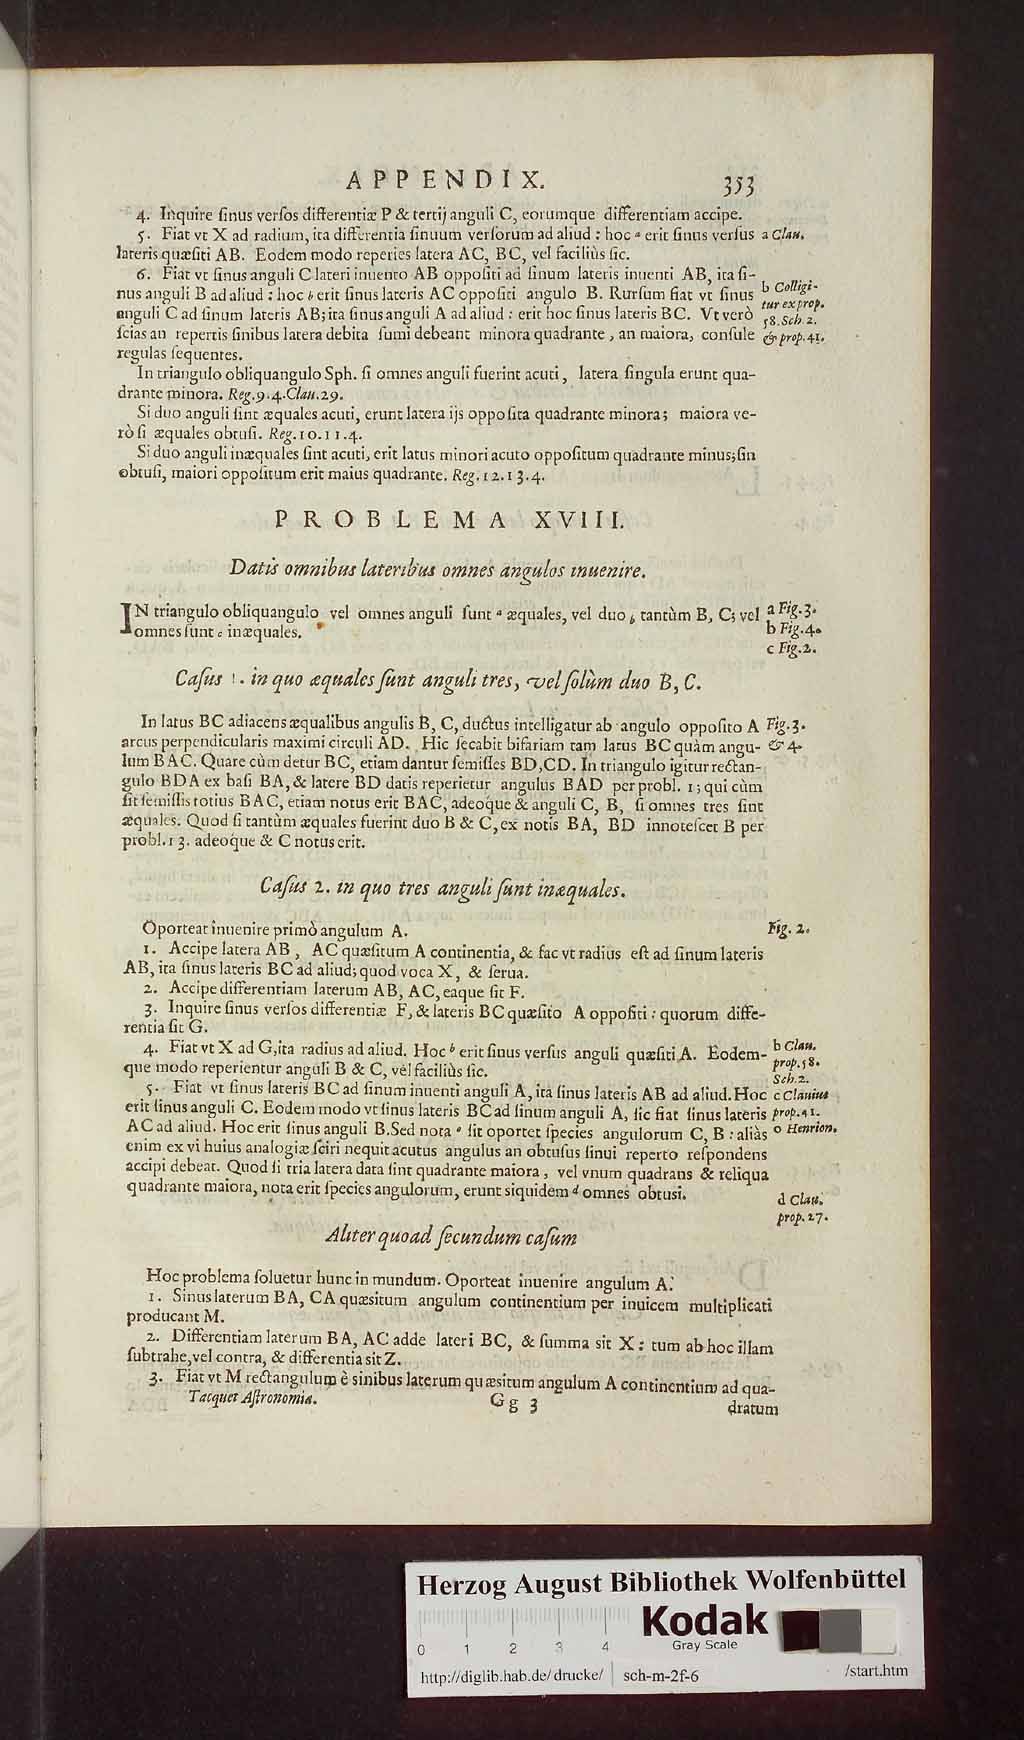 APPENDIX. 353
4. Inquire ſinus verſos differentiæ P & tertij anguli C, eorumque differentiam accipe.
5. Fiat vt X ad radium, ita differentia ſinuum verſorum ad aliud : hoc a erit ſinus verſus
a Clau.
lateris quæſiti AB. Eodem modo reperies latera AC, BC, vel faciliùs ſic.
6. Fiat vt ſinus anguli C lateri inuento AB oppoſiti ad ſinum lateris inuenti AB, ita ſi-
nus anguli B ad aliud : hoc b erit ſinus lateris AC oppoſiti angulo B. Rurſum fiat vt ſinus
b Colligi-
anguli C ad ſinum lateris AB; ita ſinus anguli A ad aliud : erit hoc ſinus lateris BC. Vt verò
tur ex prop.
58. Sch. 2.
ſcias an repertis ſinibus latera debita ſumi debeant minora quadrante, an maiora, conſule
& prop. 41.
regulas ſequentes.
In triangulo obliquangulo Sph. ſi omnes anguli fuerint acuti, latera ſingula erunt qua-
drante minora. Reg. 9. 4. Clau. 29.
Si duo anguli ſint æquales acuti, erunt latera ijs oppoſita quadrante minora; maiora ve-
rò ſi æquales obtuſi. Reg. 10. 11. 4.
Si duo anguli inæquales ſint acuti, erit latus minori acuto oppoſitum quadrante minus; ſin
obtuſi, maiori oppoſitum erit maius quadrante. Reg. 12. 13. 4.
PROBLEMA XVIII.
Datis omnibus lateribus omnes angulos inuenire.
IN triangulo obliquangulo vel omnes anguli ſunt a æquales, vel duo b tantùm B, C; vel
a Fig. 3.
omnes ſunt c inæquales.
b Fig. 4.
c Fig. 2.
Caſus 1. in quo æquales ſunt anguli tres, vel ſolùm duo B, C.
In latus BC adiacens æqualibus angulis B, C, ductus intelligatur ab angulo oppoſito A
Fig. 3.
arcus perpendicularis maximi circuli AD. Hic ſecabit bifariam tam latus BC quàm angu-
& 4.
lum BAC. Quare cùm detur BC, etiam dantur ſemiſſes BD, CD. In triangulo igitur rectan-
gulo BDA ex baſi BA, & latere BD datis reperietur angulus BAD per probl. 13; qui cùm
ſit ſemiſſis totius BAC, etiam notus erit BAC, adeoque & anguli C, B, ſi omnes tres ſint
æquales. Quod ſi tantùm æquales fuerint duo B & C, ex notis BA, BD innoteſcet B per
probl. 13. adeoque & C notus erit.
Caſus 2. in quo tres anguli ſunt inæquales.
Oporteat inuenire primò angulum A.
Fig. 2.
1. Accipe latera AB, AC quæſitum A continentia, & fac vt radius eſt ad ſinum lateris
AB, ita ſinus lateris BC ad aliud; quod voca X, & ſerua.
2. Accipe differentiam laterum AB, AC, eaque ſit F.
3. Inquire ſinus verſos differentiæ F, & lateris BC quæſito A oppoſiti : quorum diffe-
rentia ſit G.
4. Fiat vt X ad G, ita radius ad aliud. Hoc b erit ſinus verſus anguli quæſiti A. Eodem-
b Clau.
que modo reperientur anguli B & C, vel faciliùs ſic.
prop. 58.
Sch. 2.
5. Fiat vt ſinus lateris BC ad ſinum inuenti anguli A, ita ſinus lateris AB ad aliud. Hoc
c Clauius
erit ſinus anguli C. Eodem modo vt ſinus lateris BC ad ſinum anguli A, ſic fiat ſinus lateris
prop. 41.
AC ad aliud. Hoc erit ſinus anguli B. Sed nota o ſit oportet ſpecies angulorum C, B : aliàs
o Henrion.
enim ex vi huius analogiæ ſciri nequit acutus angulus an obtuſus ſinui reperto reſpondens
accipi debeat. Quod ſi tria latera data ſint quadrante maiora, vel vnum quadrans & reliqua
quadrante maiora, nota erit ſpecies angulorum, erunt siquidem d omnes obtusi.
d Clau.
prop. 27.
Aliter quoad ſecundum caſum
Hoc problema ſoluetur hunc in mundum. Oporteat inuenire angulum A.
1. Sinus laterum BA, CA quæsitum angulum continentium per inuicem multiplicati
producant M.
2. Differentiam laterum BA, AC adde lateri BC, & ſumma sit X : tum ab hoc illam
ſubtrahe, vel contra, & differentia sit Z.
3. Fiat vt M rectangulum è sinibus laterum quæsitum angulum A continentium ad qua-
Tacquet Aſtronomia. Gg 3 dratum
Herzog August Bibliothek Wolfenbüttel
Kodak
Gray Scale
0 1 2 3 4
http://diglib.hab.de/drucke/ sch-m-2f-6 /start.htm